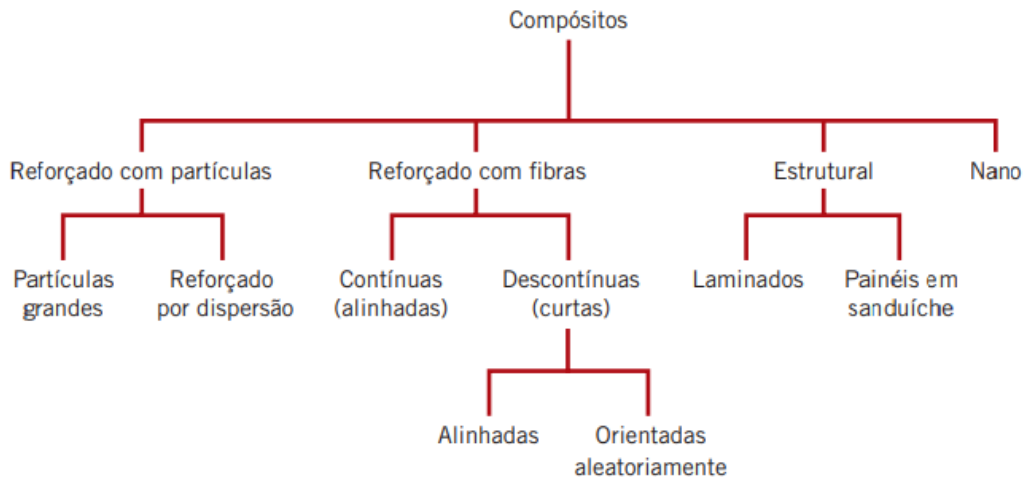 Compósitos
Reforçado com partículas
Reforçado com fibras
Estrutural
Nano
Partículas
grandes
Reforçado
por dispersão
Contínuas
(alinhadas)
Descontínuas
(curtas)
Laminados
Painéis em
sanduíche
Alinhadas
Orientadas
aleatoriamente